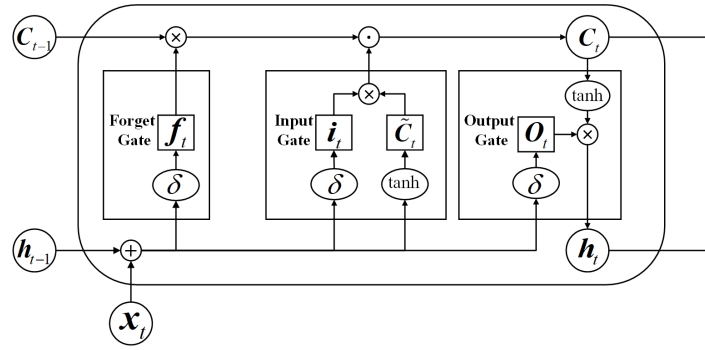 C_{t-1}
×
·
C_t
tanh
Forget
Gate
f_t
×
Input
Gate
i_t
C̃_t
Output
Gate
O_t
×
δ
δ
tanh
δ
h_{t-1}
+
h_t
x_t